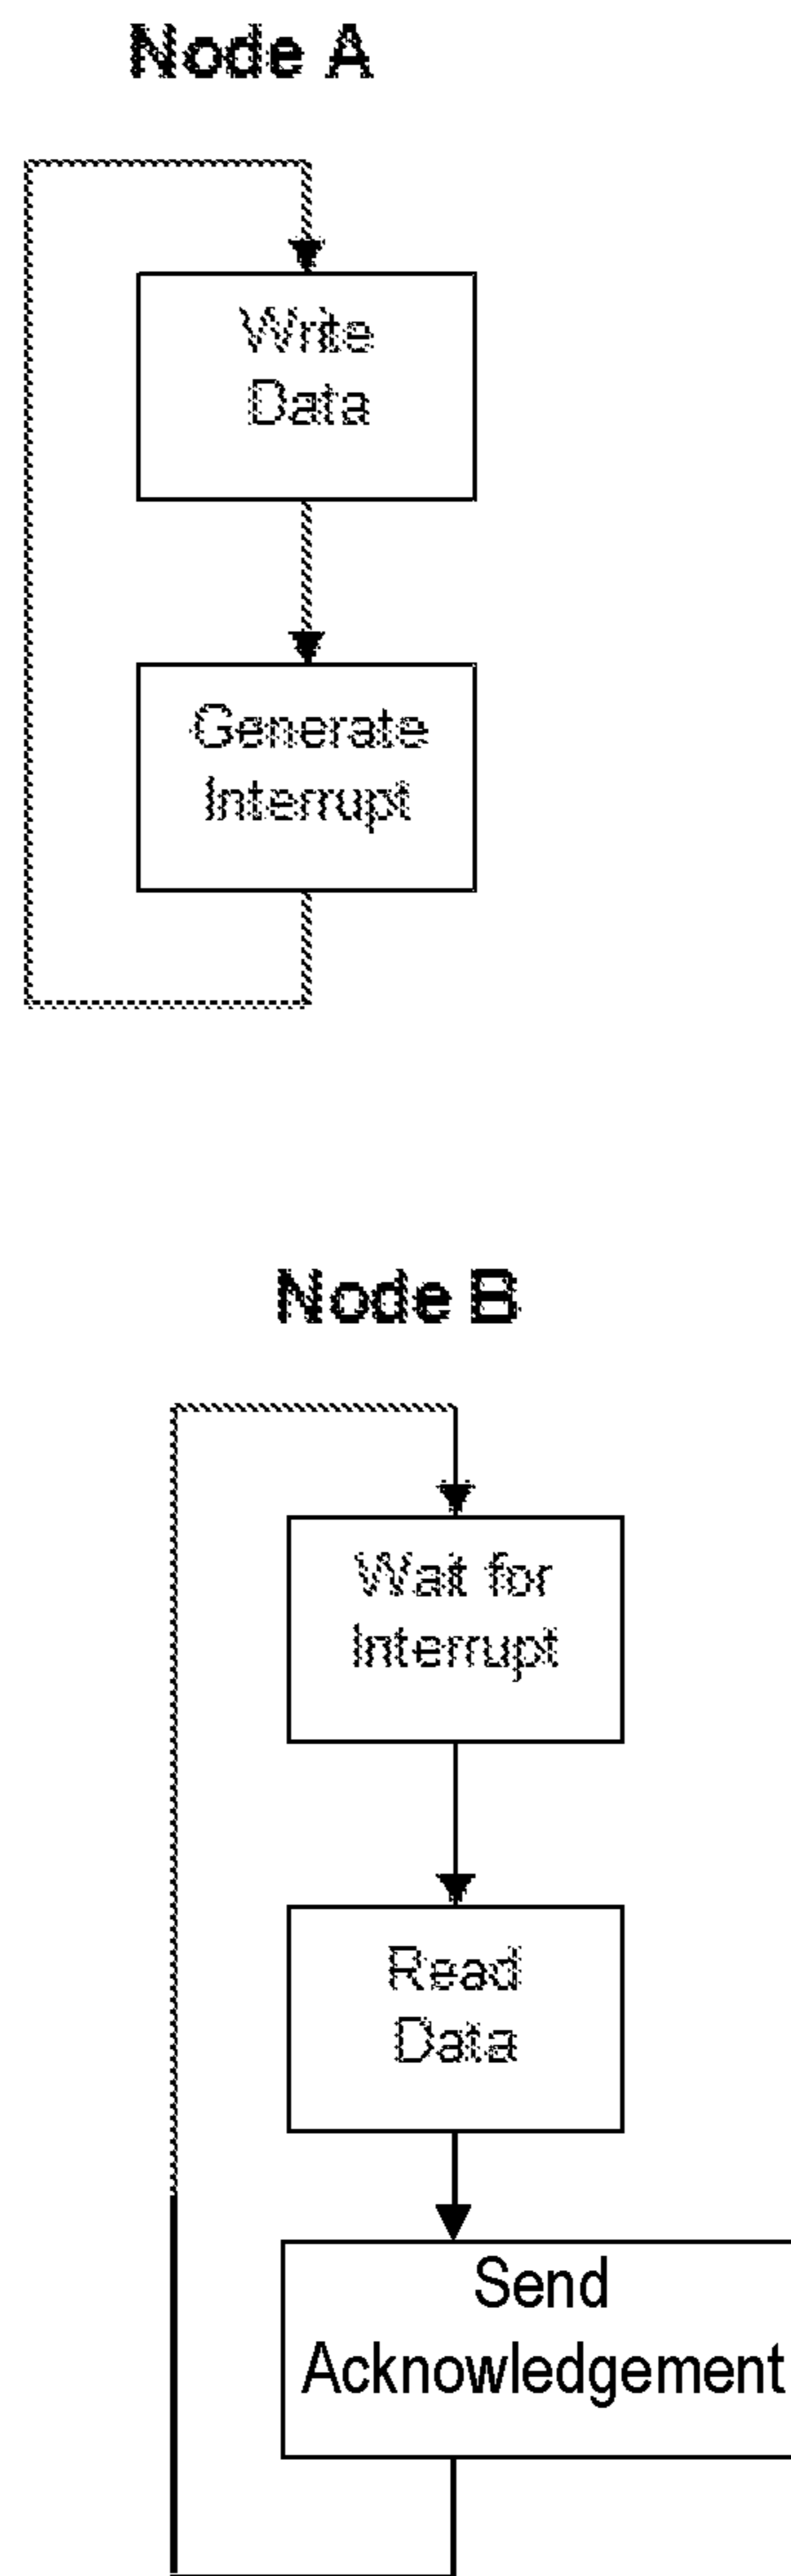 Node A
Write
Data
Generate
Interrupt
Node B
Wait for
Interrupt
Read
Data
Send
Acknowledgement